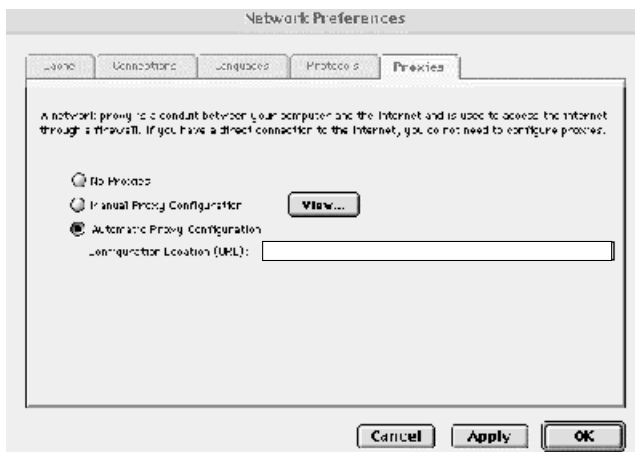 Network Preferences
Cache Connections Languages Protocols Proxies
A network proxy is a conduit between your computer and the Internet and is used to access the internet
through a firewall. If you have a direct connection to the Internet, you do not need to configure proxies.
No Proxies
Manual Proxy Configuration View...
Automatic Proxy Configuration
Configuration Location (URL):
Cancel Apply OK